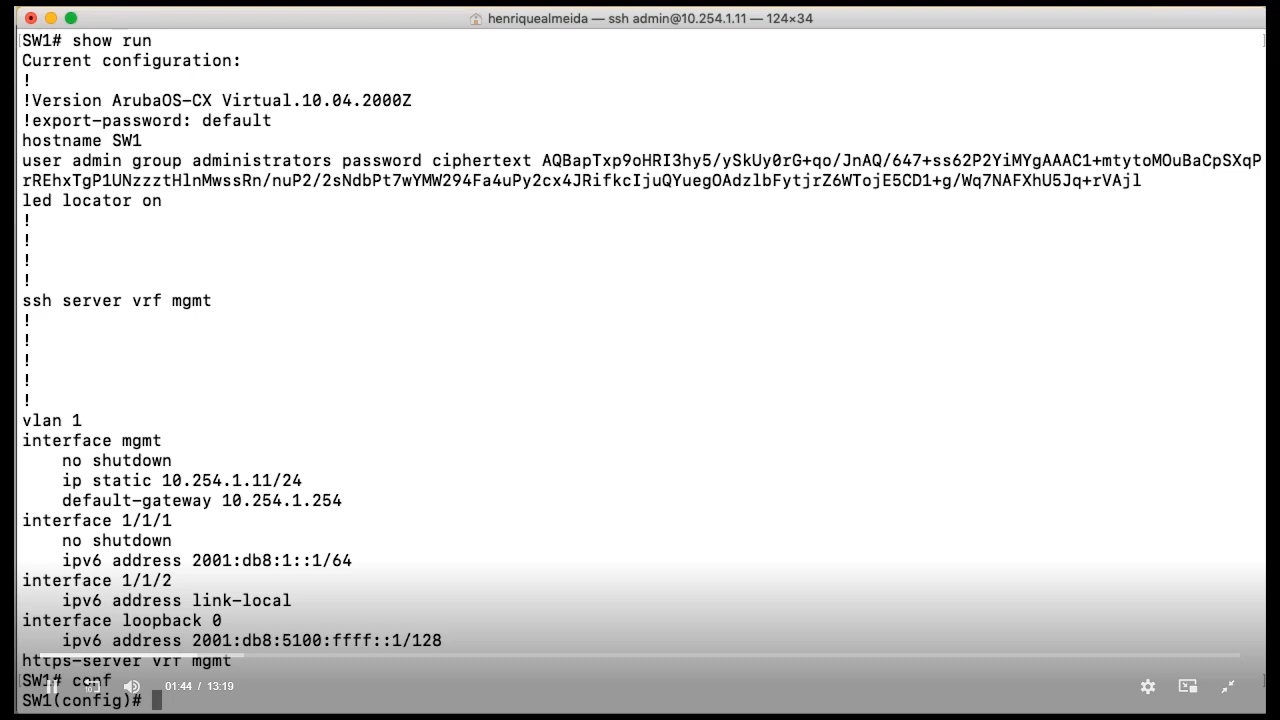 henriquealmeida — ssh admin@10.254.1.11 — 124×34
SW1# show run
Current configuration:
!
!Version ArubaOS-CX Virtual.10.04.2000Z
!export-password: default
hostname SW1
user admin group administrators password ciphertext AQBapTxp9oHRI3hy5/ySkUy0rG+qo/JnAQ/647+ss62P2YiMYgAAAC1+mtytoMOuBaCpSXqP
rREhxTgP1UNzzztHlnMwssRn/nuP2/2sNdbPt7wYMW294Fa4uPy2cx4JRifkcIjuQYuegOAdzlbFytjrZ6WTojE5CD1+g/Wq7NAFXhU5Jq+rVAjl
led locator on
!
!
!
!
ssh server vrf mgmt
!
!
!
!
!
vlan 1
interface mgmt
    no shutdown
    ip static 10.254.1.11/24
    default-gateway 10.254.1.254
interface 1/1/1
    no shutdown
    ipv6 address 2001:db8:1::1/64
interface 1/1/2
    ipv6 address link-local
interface loopback 0
    ipv6 address 2001:db8:5100:ffff::1/128
https-server vrf mgmt
SW1# conf
10
01:44 / 13:19
SW1(config)#